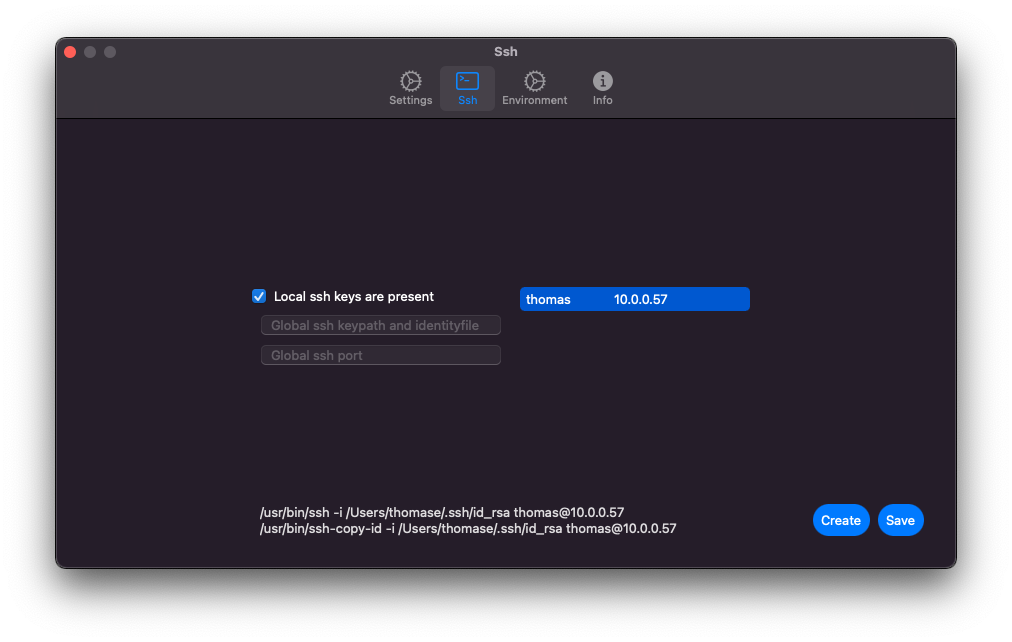 Ssh
Settings
Ssh
Environment
Info
Local ssh keys are present
thomas 10.0.0.57
Global ssh keypath and identityfile
Global ssh port
/usr/bin/ssh -i /Users/thomase/.ssh/id_rsa thomas@10.0.0.57
/usr/bin/ssh-copy-id -i /Users/thomase/.ssh/id_rsa thomas@10.0.0.57
Create
Save